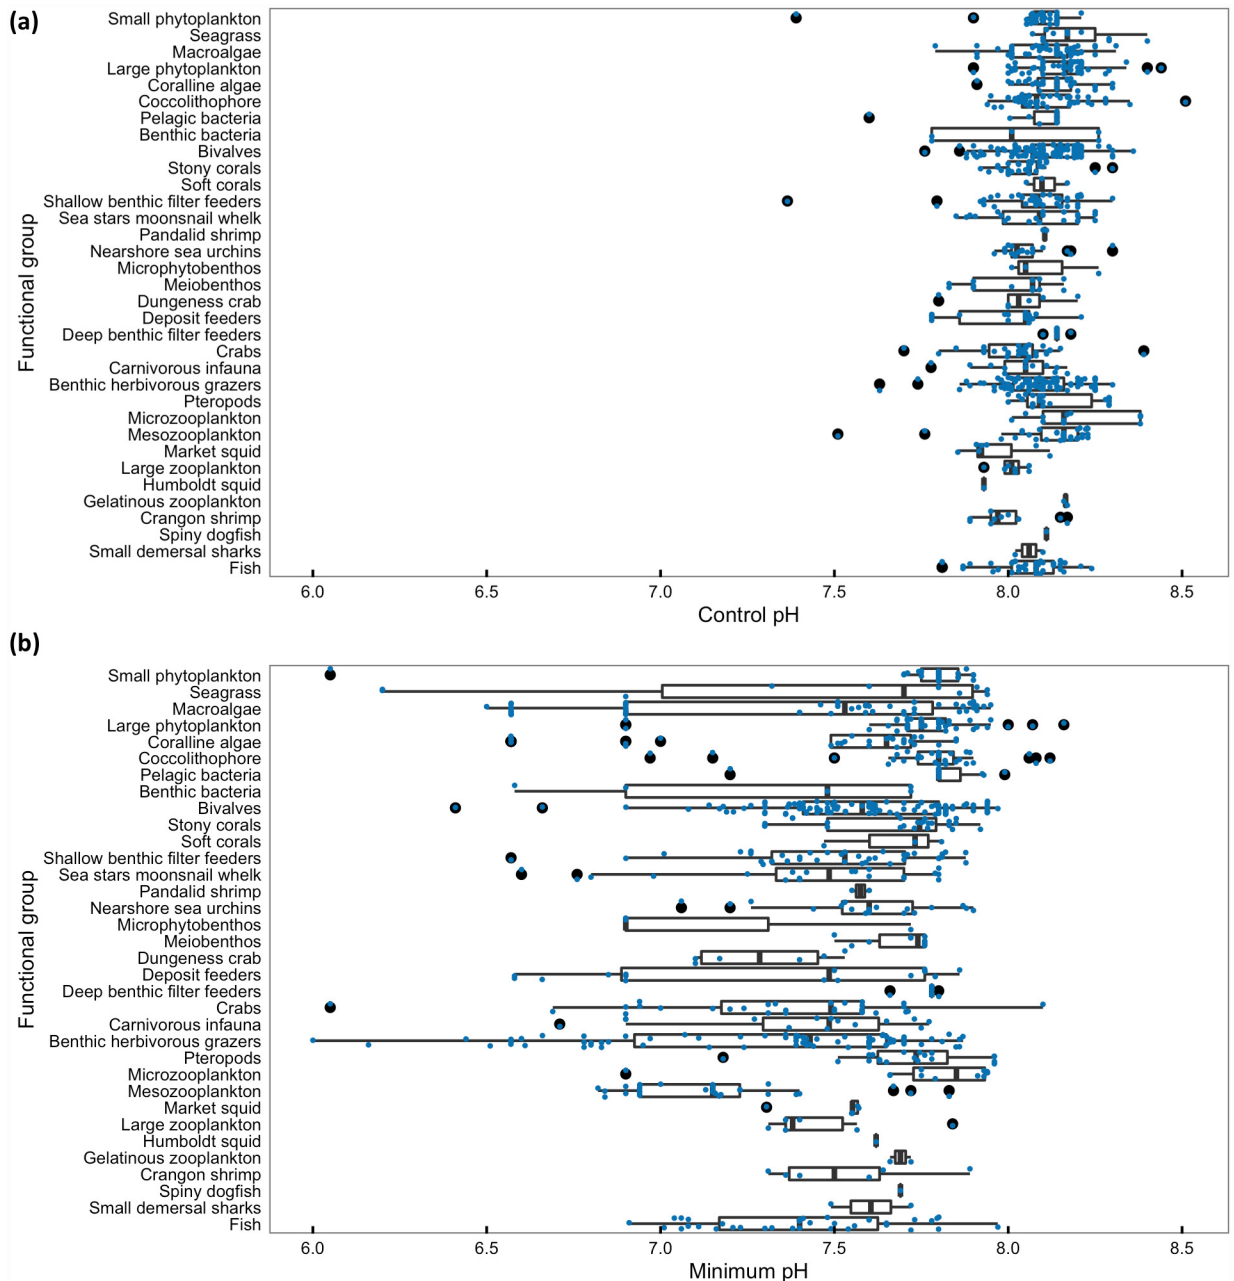 (a)
Functional group
Small phytoplankton
Seagrass
Macroalgae
Large phytoplankton
Coralline algae
Coccolithophore
Pelagic bacteria
Benthic bacteria
Bivalves
Stony corals
Soft corals
Shallow benthic filter feeders
Sea stars moonsnail whelk
Pandalid shrimp
Nearshore sea urchins
Microphytobenthos
Meiobenthos
Dungeness crab
Deposit feeders
Deep benthic filter feeders
Crabs
Carnivorous infauna
Benthic herbivorous grazers
Pteropods
Microzooplankton
Mesozooplankton
Market squid
Large zooplankton
Humboldt squid
Gelatinous zooplankton
Crangon shrimp
Spiny dogfish
Small demersal sharks
Fish
6.0 6.5 7.0 7.5 8.0 8.5
Control pH
(b)
Functional group
Small phytoplankton
Seagrass
Macroalgae
Large phytoplankton
Coralline algae
Coccolithophore
Pelagic bacteria
Benthic bacteria
Bivalves
Stony corals
Soft corals
Shallow benthic filter feeders
Sea stars moonsnail whelk
Pandalid shrimp
Nearshore sea urchins
Microphytobenthos
Meiobenthos
Dungeness crab
Deposit feeders
Deep benthic filter feeders
Crabs
Carnivorous infauna
Benthic herbivorous grazers
Pteropods
Microzooplankton
Mesozooplankton
Market squid
Large zooplankton
Humboldt squid
Gelatinous zooplankton
Crangon shrimp
Spiny dogfish
Small demersal sharks
Fish
6.0 6.5 7.0 7.5 8.0 8.5
Minimum pH